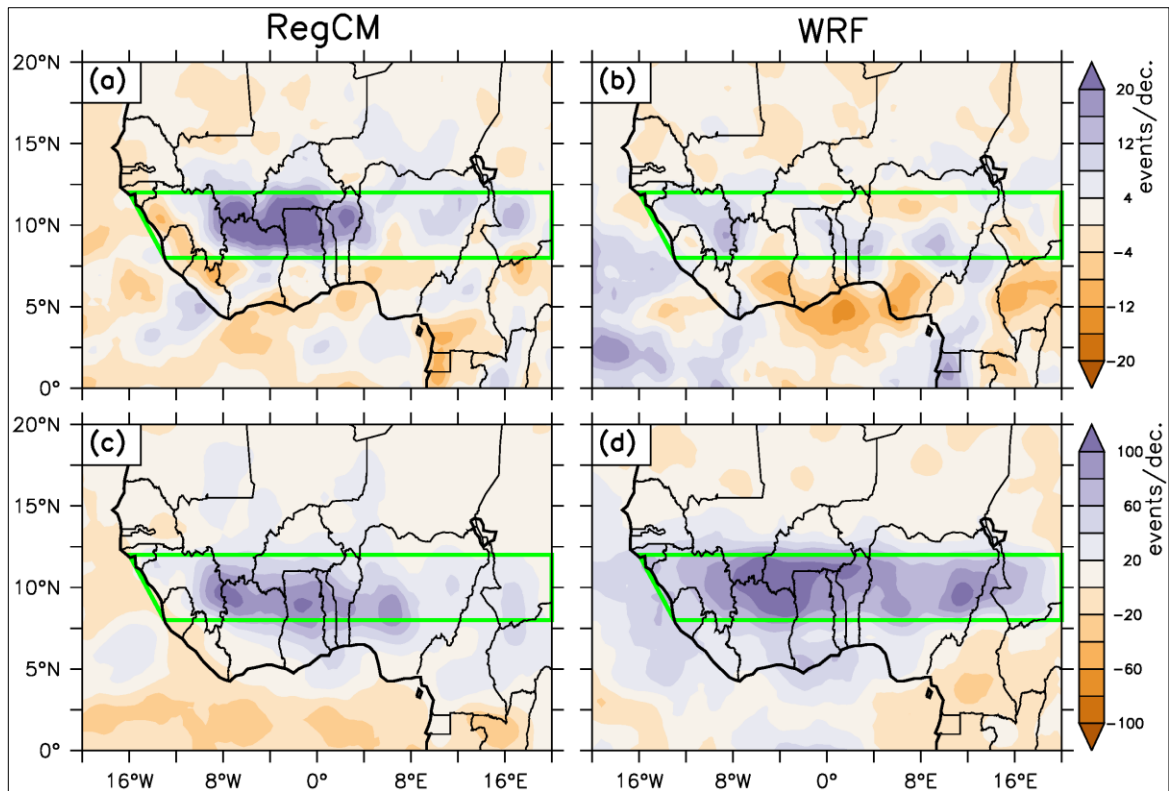 RegCM WRF
20°N (a) (b)
15°N
10°N
5°N
0°
20
12
4
-4
-12
-20
events/dec.
20°N (c) (d)
15°N
10°N
5°N
0°
100
60
20
-20
-60
-100
events/dec.
16°W 8°W 0° 8°E 16°E 16°W 8°W 0° 8°E 16°E